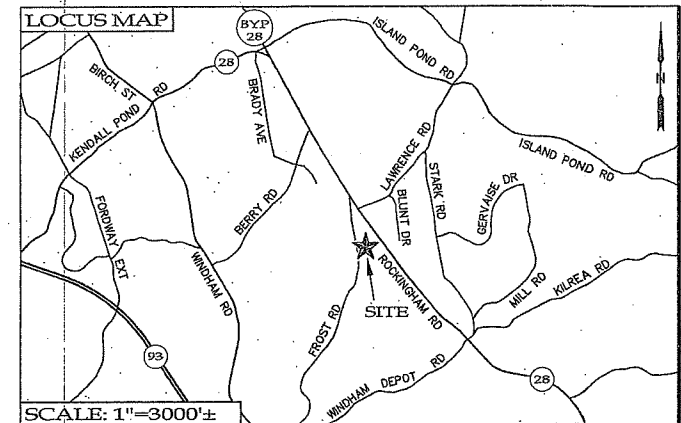 LOCUS MAP
BYP
28
ISLAND POND RD
28
BIRCH ST
KENDALL POND RD
BRADY AVE
LAWRENCE RD
ISLAND POND RD
N
BLUNT DR
STARK RD
GERVAISE DR
BERRY RD
FORDWAY EXT
WINDHAM RD
ROCKINGHAM RD
SITE
MILL RD
KILREA RD
FROST RD
93
WINDHAM DEPOT RD
28
SCALE: 1"=3000'±